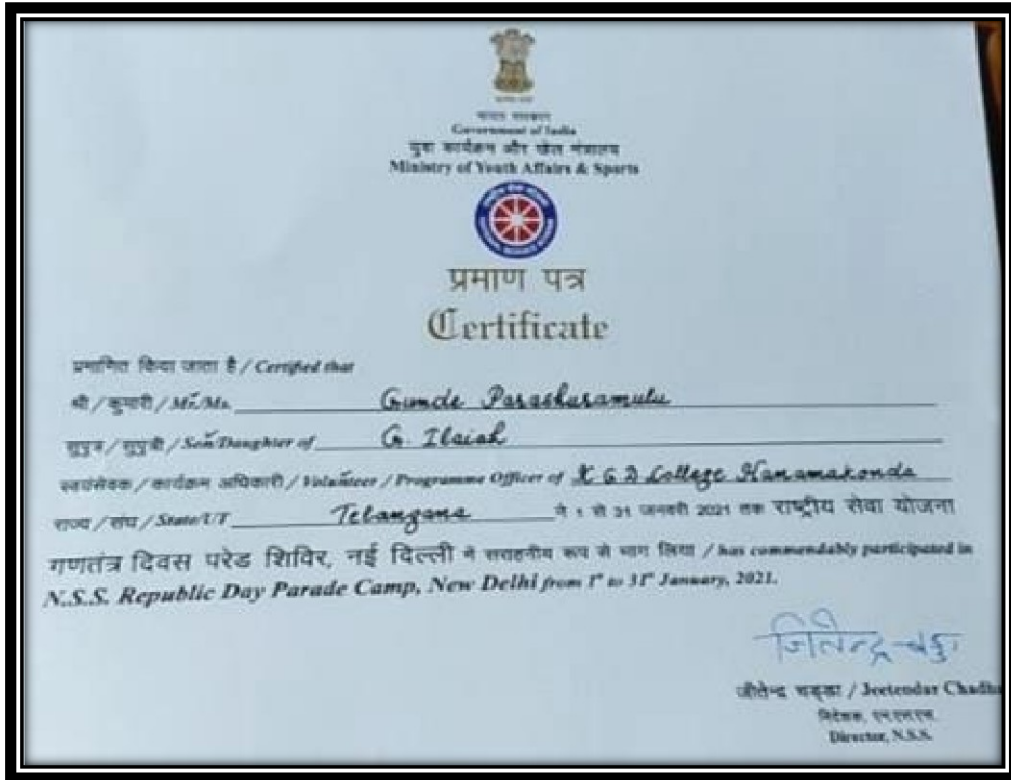 भारत सरकार
Government of India
युवा कार्यक्रम और खेल मंत्रालय
Ministry of Youth Affairs & Sports
प्रमाण पत्र
Certificate
प्रमाणित किया जाता है / Certified that
श्री / कुमारी / Mr./Ms. Gunde Parashuramulu
सुपुत्र / सुपुत्री / Son/Daughter of G. Ilaiah
स्वयंसेवक / कार्यक्रम अधिकारी / Volunteer / Programme Officer of K G D College Hanamakonda
राज्य / संघ / State/UT Telangana ने 1 से 31 जनवरी 2021 तक राष्ट्रीय सेवा योजना
गणतंत्र दिवस परेड शिविर, नई दिल्ली में सराहनीय रूप से भाग लिया / has commendably participated in
N.S.S. Republic Day Parade Camp, New Delhi from 1st to 31st January, 2021.
जीतेन्द्र चड्ढा / Jeetendar Chadha
निदेशक, एन.एस.एस.
Director, N.S.S.